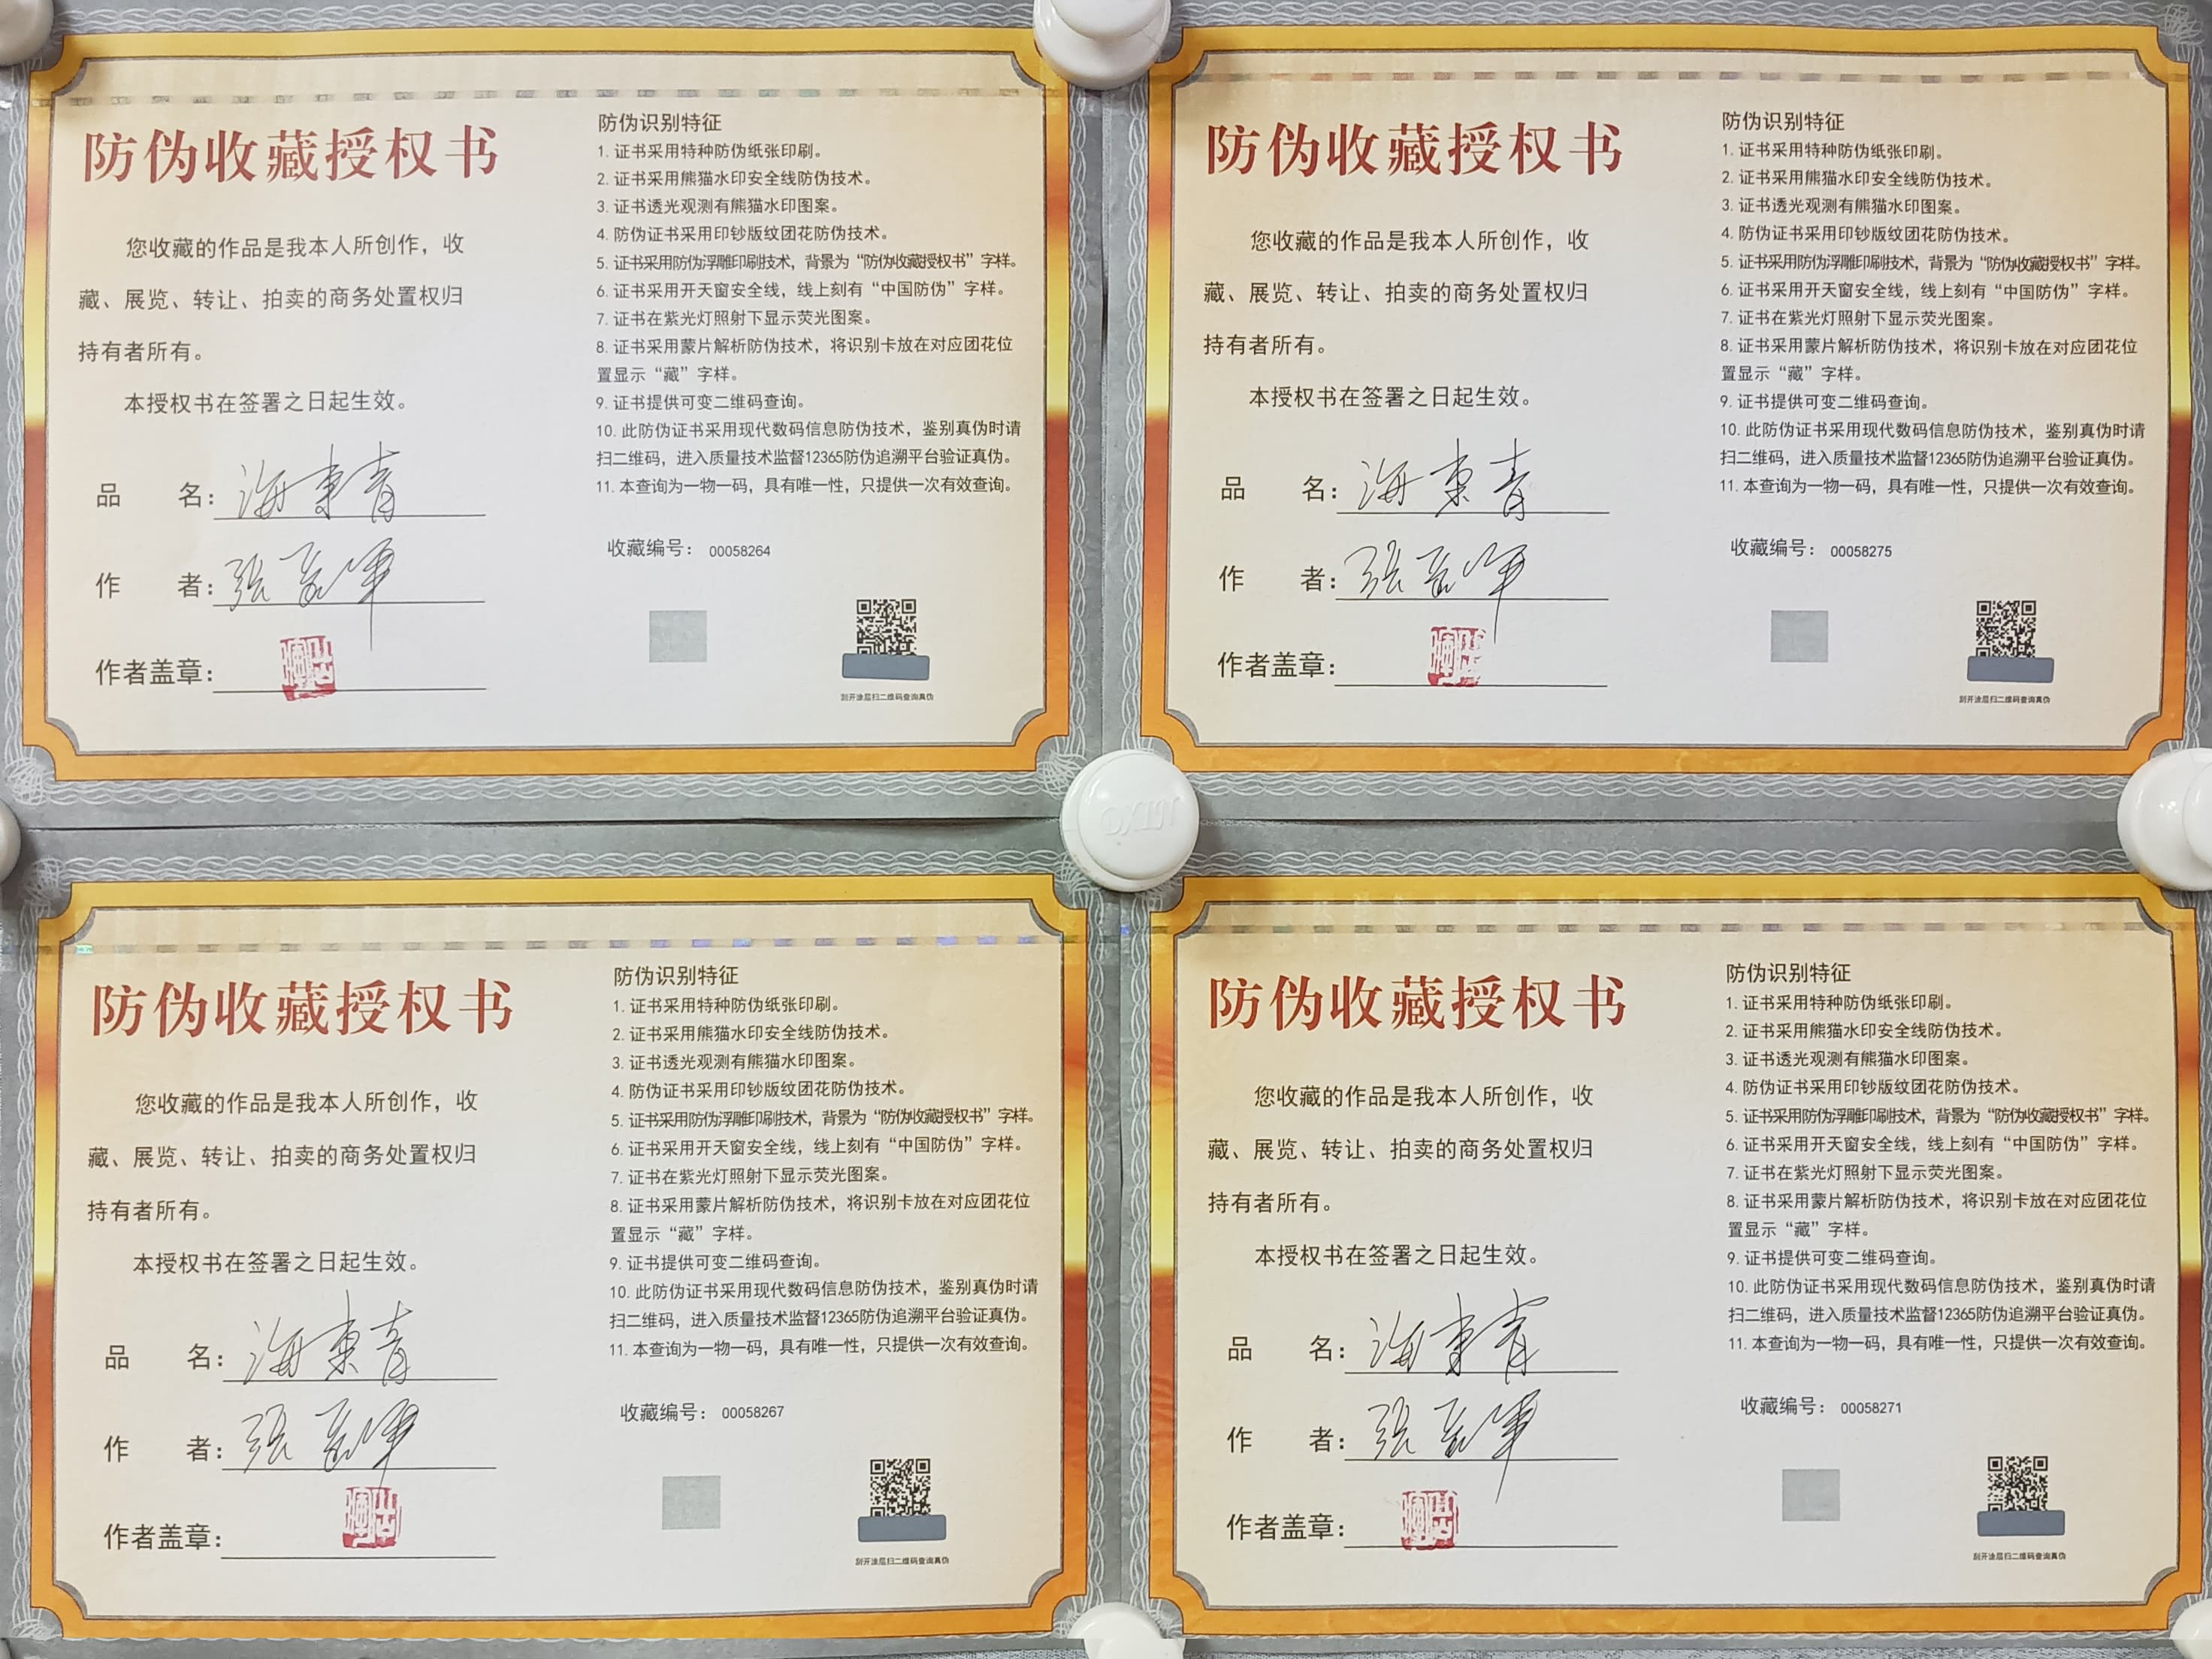 防伪收藏授权书
您收藏的作品是我本人所创作，收
藏、展览、转让、拍卖的商务处置权归
持有者所有。
本授权书在签署之日起生效。
品 名：海东青
作 者：张
作者盖章：
防伪识别特征
1. 证书采用特种防伪纸张印刷。
2. 证书采用熊猫水印安全线防伪技术。
3. 证书透光观测有熊猫水印图案。
4. 防伪证书采用印钞版纹团花防伪技术。
5. 证书采用防伪浮雕印刷技术，背景为“防伪收藏授权书”字样。
6. 证书采用开天窗安全线，线上刻有“中国防伪”字样。
7. 证书在紫光灯照射下显示荧光图案。
8. 证书采用蒙片解析防伪技术，将识别卡放在对应团花位
置显示“藏”字样。
9. 证书提供可变二维码查询。
10. 此防伪证书采用现代数码信息防伪技术，鉴别真伪时请
扫二维码，进入质量技术监督12365防伪追溯平台验证真伪。
11. 本查询为一物一码，具有唯一性，只提供一次有效查询。
收藏编号： 00058264
刮开涂层扫二维码查询真伪
防伪收藏授权书
您收藏的作品是我本人所创作，收
藏、展览、转让、拍卖的商务处置权归
持有者所有。
本授权书在签署之日起生效。
品 名：海东青
作 者：张
作者盖章：
防伪识别特征
1. 证书采用特种防伪纸张印刷。
2. 证书采用熊猫水印安全线防伪技术。
3. 证书透光观测有熊猫水印图案。
4. 防伪证书采用印钞版纹团花防伪技术。
5. 证书采用防伪浮雕印刷技术，背景为“防伪收藏授权书”字样。
6. 证书采用开天窗安全线，线上刻有“中国防伪”字样。
7. 证书在紫光灯照射下显示荧光图案。
8. 证书采用蒙片解析防伪技术，将识别卡放在对应团花位
置显示“藏”字样。
9. 证书提供可变二维码查询。
10. 此防伪证书采用现代数码信息防伪技术，鉴别真伪时请
扫二维码，进入质量技术监督12365防伪追溯平台验证真伪。
11. 本查询为一物一码，具有唯一性，只提供一次有效查询。
收藏编号： 00058275
刮开涂层扫二维码查询真伪
防伪收藏授权书
您收藏的作品是我本人所创作，收
藏、展览、转让、拍卖的商务处置权归
持有者所有。
本授权书在签署之日起生效。
品 名：海东青
作 者：张
作者盖章：
防伪识别特征
1. 证书采用特种防伪纸张印刷。
2. 证书采用熊猫水印安全线防伪技术。
3. 证书透光观测有熊猫水印图案。
4. 防伪证书采用印钞版纹团花防伪技术。
5. 证书采用防伪浮雕印刷技术，背景为“防伪收藏授权书”字样。
6. 证书采用开天窗安全线，线上刻有“中国防伪”字样。
7. 证书在紫光灯照射下显示荧光图案。
8. 证书采用蒙片解析防伪技术，将识别卡放在对应团花位
置显示“藏”字样。
9. 证书提供可变二维码查询。
10. 此防伪证书采用现代数码信息防伪技术，鉴别真伪时请
扫二维码，进入质量技术监督12365防伪追溯平台验证真伪。
11. 本查询为一物一码，具有唯一性，只提供一次有效查询。
收藏编号： 00058267
刮开涂层扫二维码查询真伪
防伪收藏授权书
您收藏的作品是我本人所创作，收
藏、展览、转让、拍卖的商务处置权归
持有者所有。
本授权书在签署之日起生效。
品 名：海东青
作 者：张
作者盖章：
防伪识别特征
1. 证书采用特种防伪纸张印刷。
2. 证书采用熊猫水印安全线防伪技术。
3. 证书透光观测有熊猫水印图案。
4. 防伪证书采用印钞版纹团花防伪技术。
5. 证书采用防伪浮雕印刷技术，背景为“防伪收藏授权书”字样。
6. 证书采用开天窗安全线，线上刻有“中国防伪”字样。
7. 证书在紫光灯照射下显示荧光图案。
8. 证书采用蒙片解析防伪技术，将识别卡放在对应团花位
置显示“藏”字样。
9. 证书提供可变二维码查询。
10. 此防伪证书采用现代数码信息防伪技术，鉴别真伪时请
扫二维码，进入质量技术监督12365防伪追溯平台验证真伪。
11. 本查询为一物一码，具有唯一性，只提供一次有效查询。
收藏编号： 00058271
刮开涂层扫二维码查询真伪